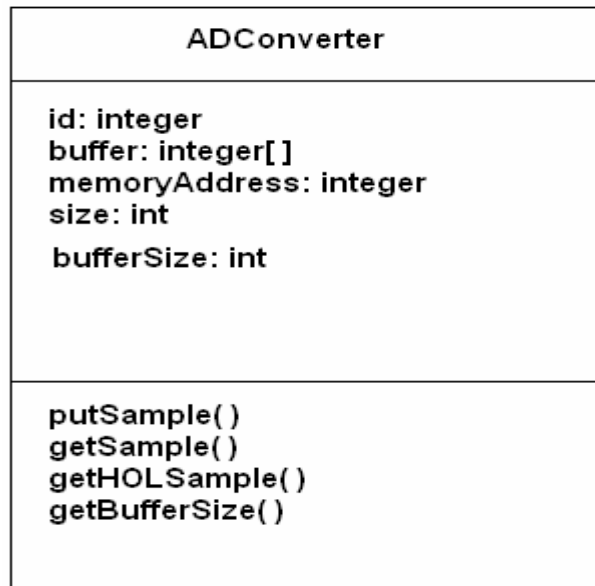 ADConverter
id: integer
buffer: integer[ ]
memoryAddress: integer
size: int
bufferSize: int
putSample( )
getSample( )
getHOLSample( )
getBufferSize( )